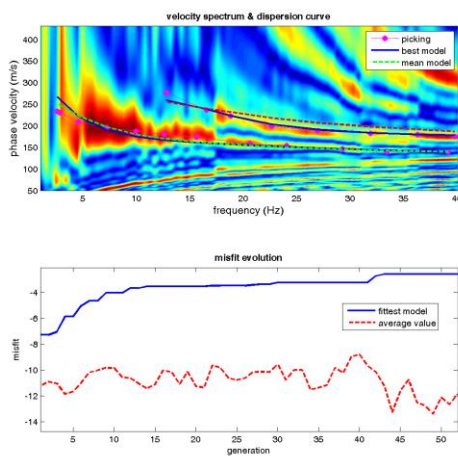 velocity spectrum & dispersion curve
picking
best model
mean model
phase velocity (m/s)
400
350
300
250
200
150
100
50
5 10 15 20 25 30 35 40
frequency (Hz)
misfit evolution
fittest model
average value
misfit
-4
-6
-8
-10
-12
-14
5 10 15 20 25 30 35 40 45 50
generation